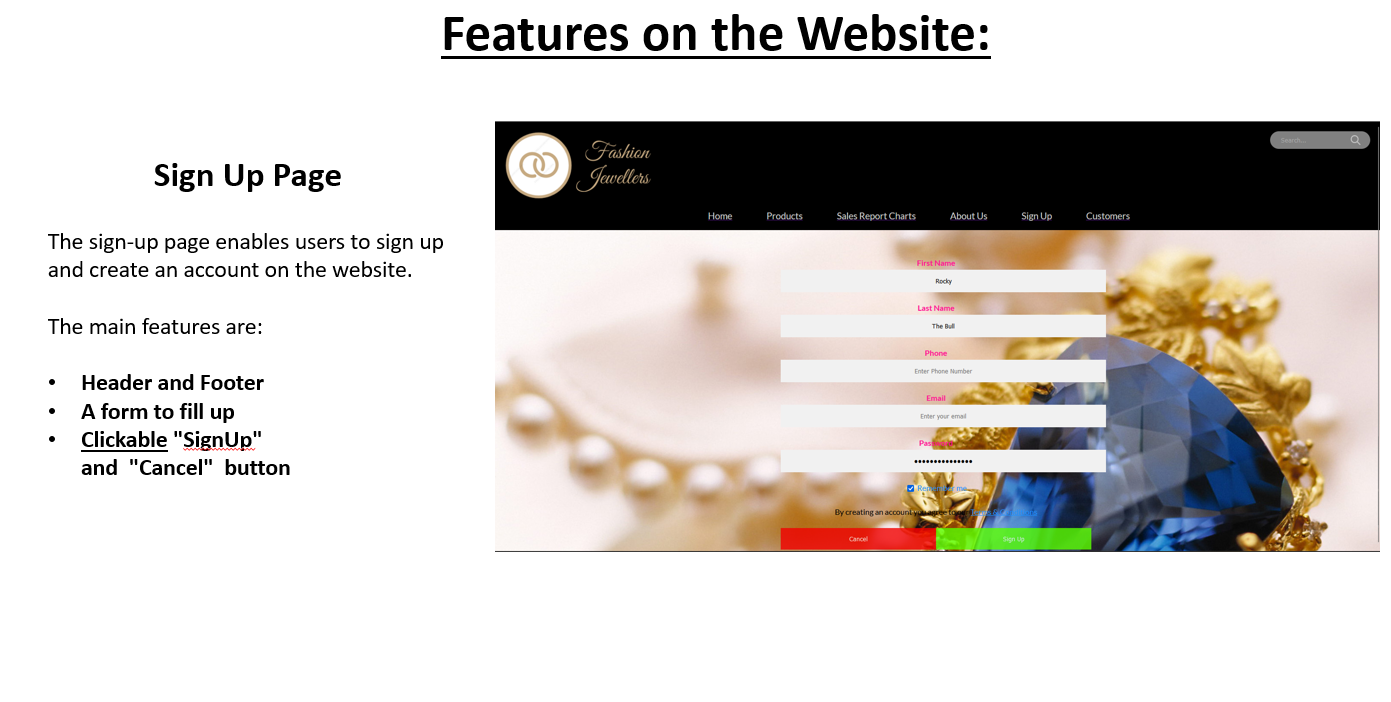 Features on the Website:
Sign Up Page
The sign-up page enables users to sign up
and create an account on the website.
The main features are:
• Header and Footer
• A form to fill up
• Clickable "SignUp"
and "Cancel" button
Fashion
Jewellers
Search...
Home Products Sales Report Charts About Us Sign Up Customers
First Name
Rocky
Last Name
The Bull
Phone
Enter Phone Number
Email
Enter your email
Password
•••••••••••••••
Remember me
By creating an account you agree to our
Cancel Sign Up